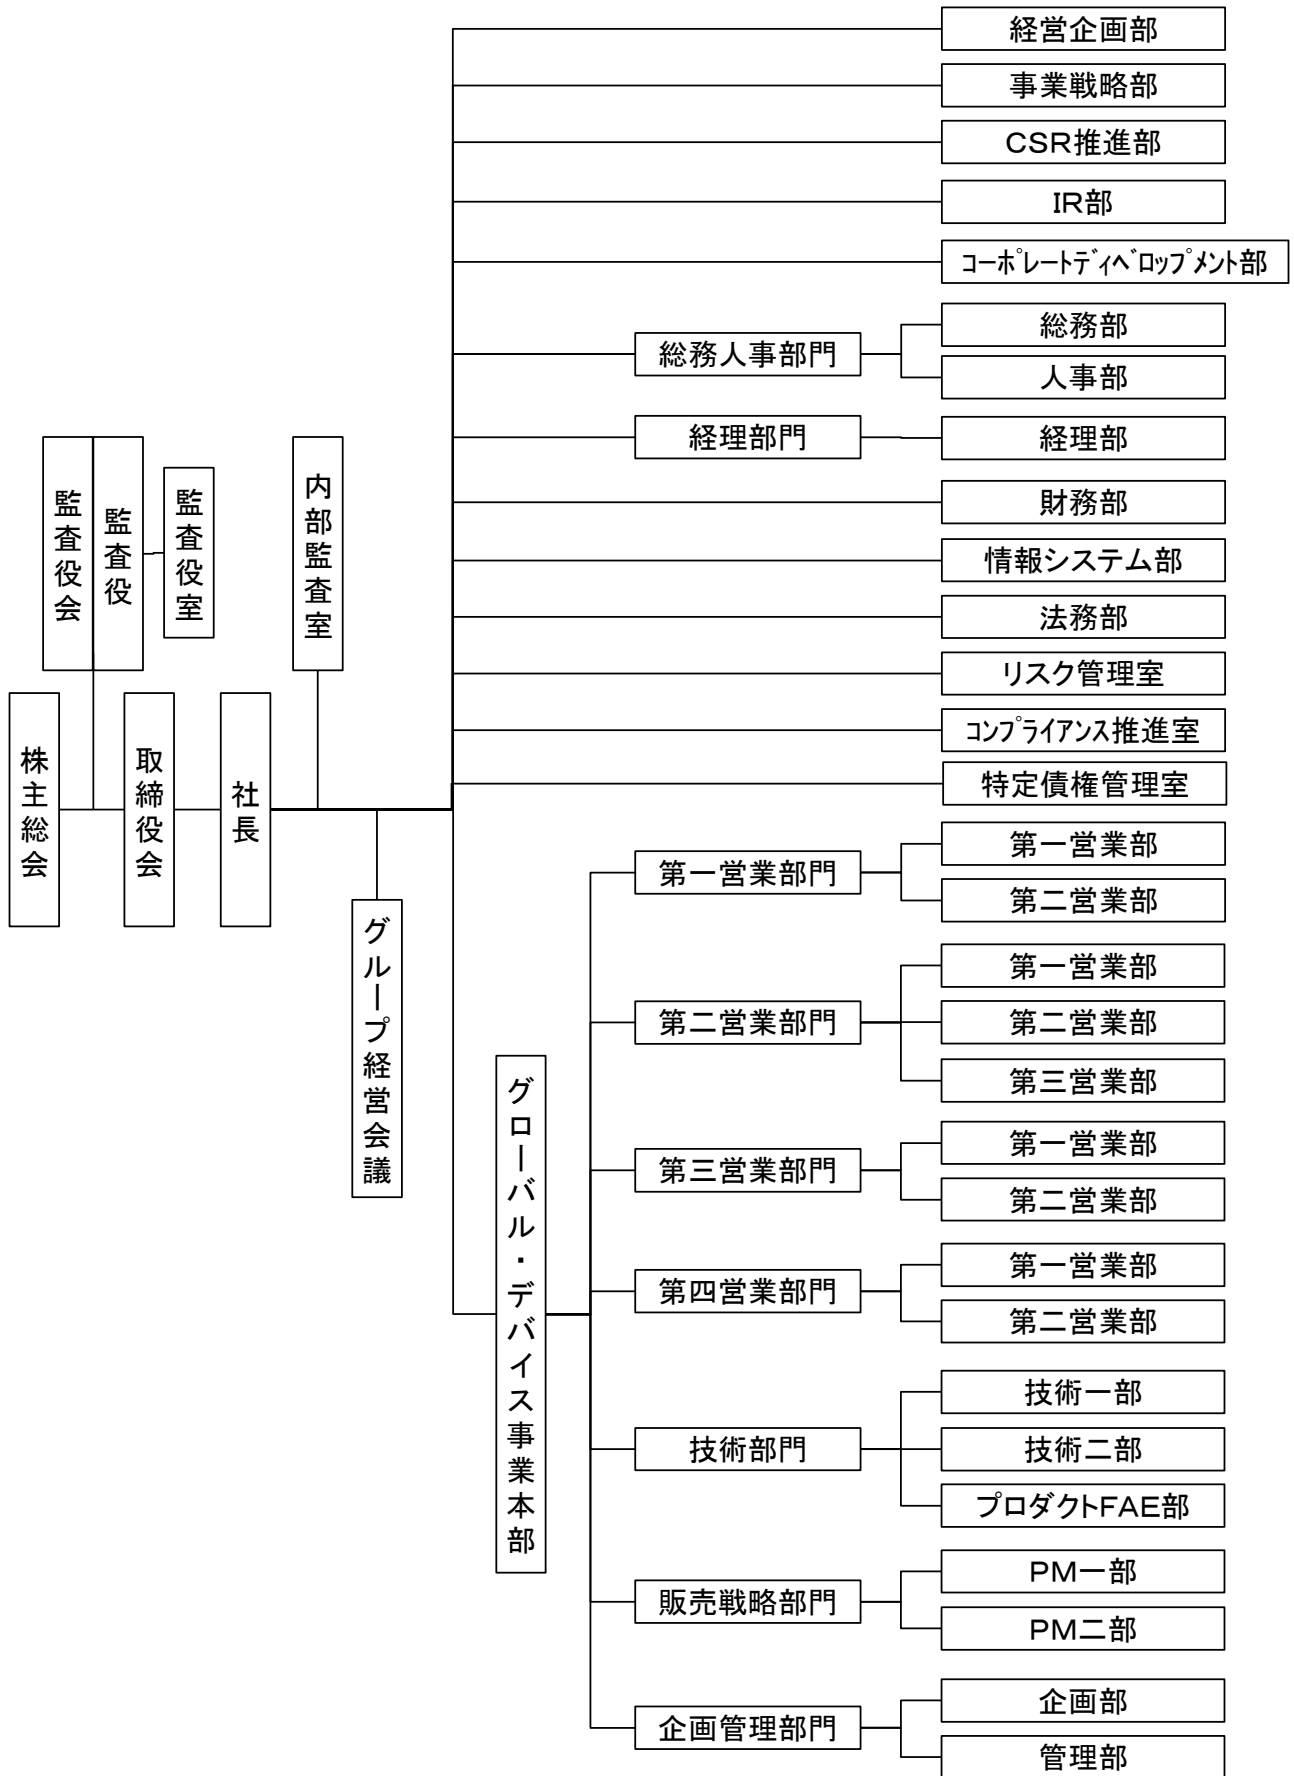 経営企画部
事業戦略部
CSR推進部
IR部
コーポレートディベロップメント部
総務人事部門
総務部
人事部
経理部門
経理部
財務部
情報システム部
法務部
リスク管理室
コンプライアンス推進室
特定債権管理室
監査役会
監査役
監査役室
内部監査室
株主総会
取締役会
社長
グループ経営会議
グローバル・デバイス事業本部
第一営業部門
第一営業部
第二営業部
第二営業部門
第一営業部
第二営業部
第三営業部
第三営業部門
第一営業部
第二営業部
第四営業部門
第一営業部
第二営業部
技術部門
技術一部
技術二部
プロダクトFAE部
販売戦略部門
PM一部
PM二部
企画管理部門
企画部
管理部